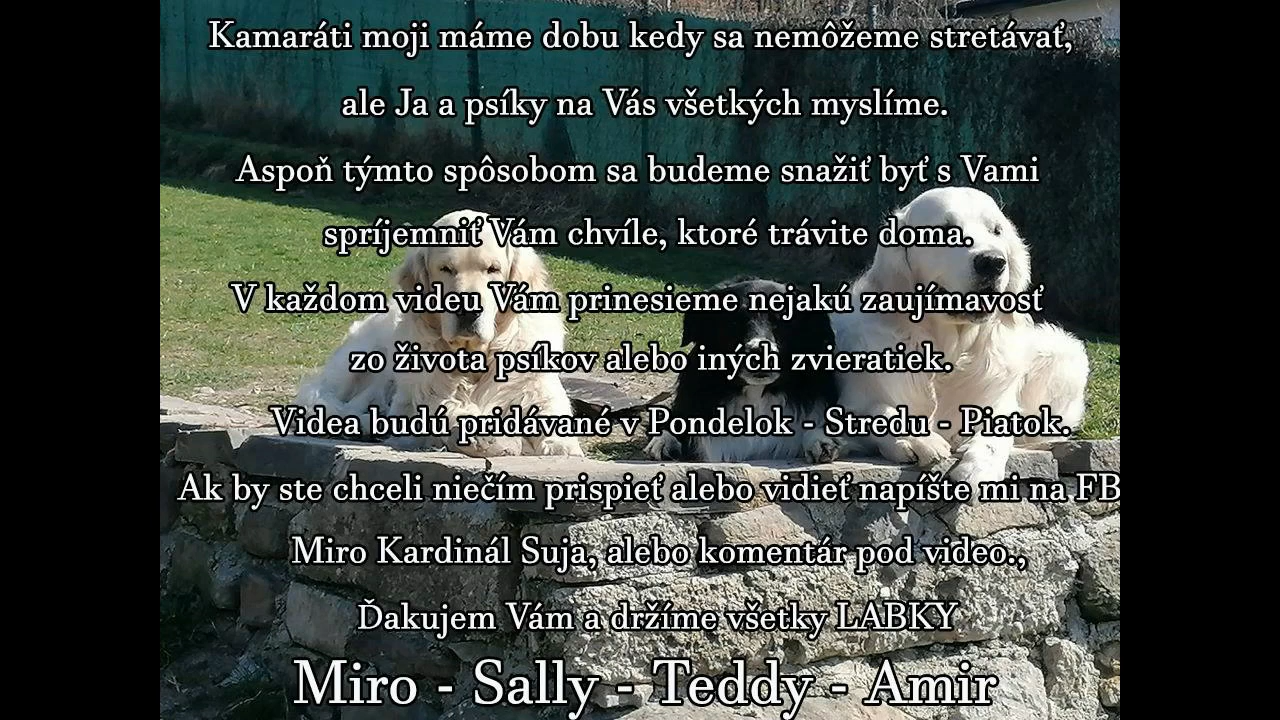 Kamaráti moji máme dobu kedy sa nemôžeme stretávať,
ale Ja a psíky na Vás všetkých myslíme.
Aspoň týmto spôsobom sa budeme snažiť byť s Vami
spríjemniť Vám chvíle, ktoré trávite doma.
V každom videu Vám prinesieme nejakú zaujímavosť
zo života psíkov alebo iných zvieratiek.
Videa budú pridávané v Pondelok - Stredu - Piatok.
Ak by ste chceli niečím prispieť alebo vidieť napíšte mi na FB
Miro Kardinál Suja, alebo komentár pod video.,
Ďakujem Vám a držíme všetky LABKY
Miro - Sally - Teddy - Amir